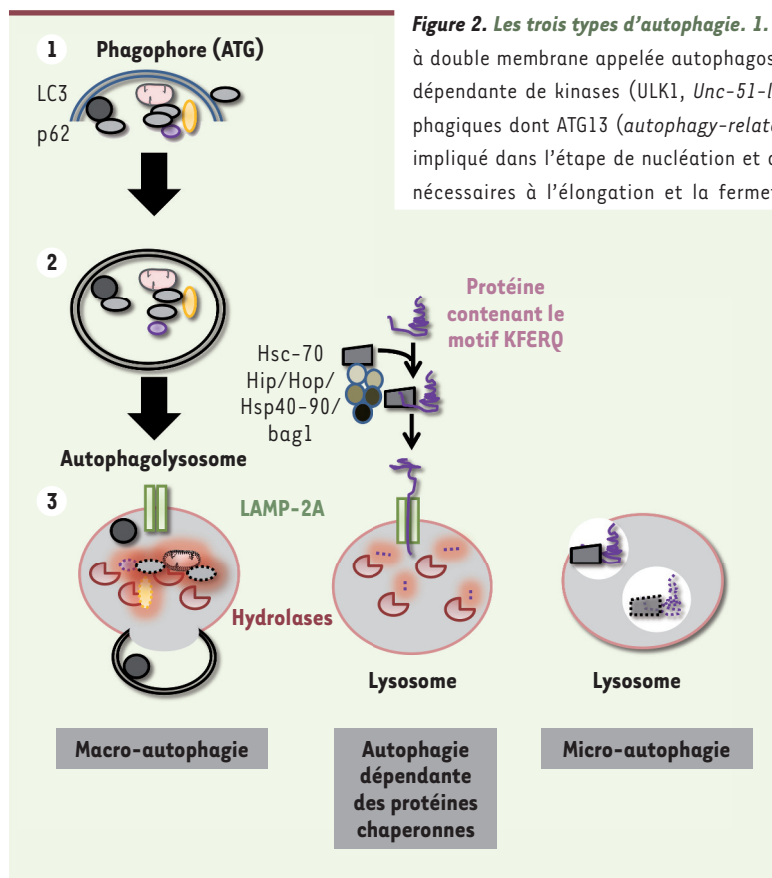 Figure 2. Les trois types d'autophagie. 1.
à double membrane appelée autophagos
dépendante de kinases (ULK1, Unc-51-l
phagiques dont ATG13 (autophagy-relate
impliqué dans l'étape de nucléation et
nécessaires à l'élongation et la fermet
1 Phagophore (ATG)
LC3
p62
2
Protéine
contenant le
motif KFERQ
Hsc-70
Hip/Hop/
Hsp40-90/
bag1
Autophagolysosome
3
LAMP-2A
Hydrolases
Lysosome
Lysosome
Macro-autophagie
Autophagie
dépendante
des protéines
chaperonnes
Micro-autophagie